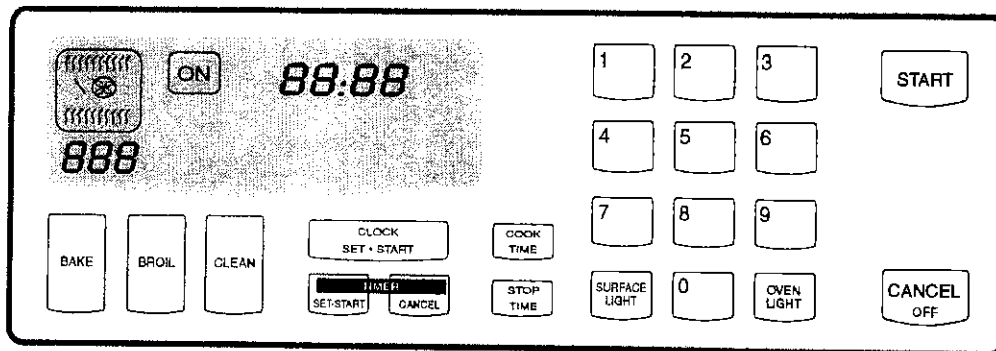 ON
88:88
888
1
2
3
START
4
5
6
7
8
9
BAKE
BROIL
CLEAN
CLOCK
SET • START
COOK
TIME
TIMER
SET•START
CANCEL
STOP
TIME
SURFACE
LIGHT
0
OVEN
LIGHT
CANCEL
OFF